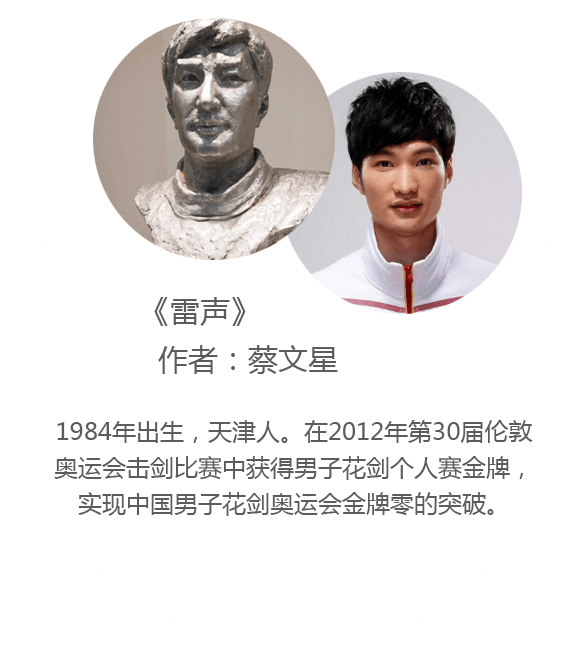 《雷声》
作者：蔡文星
1984年出生，天津人。在2012年第30届伦敦
奥运会击剑比赛中获得男子花剑个人赛金牌，
实现中国男子花剑奥运会金牌零的突破。